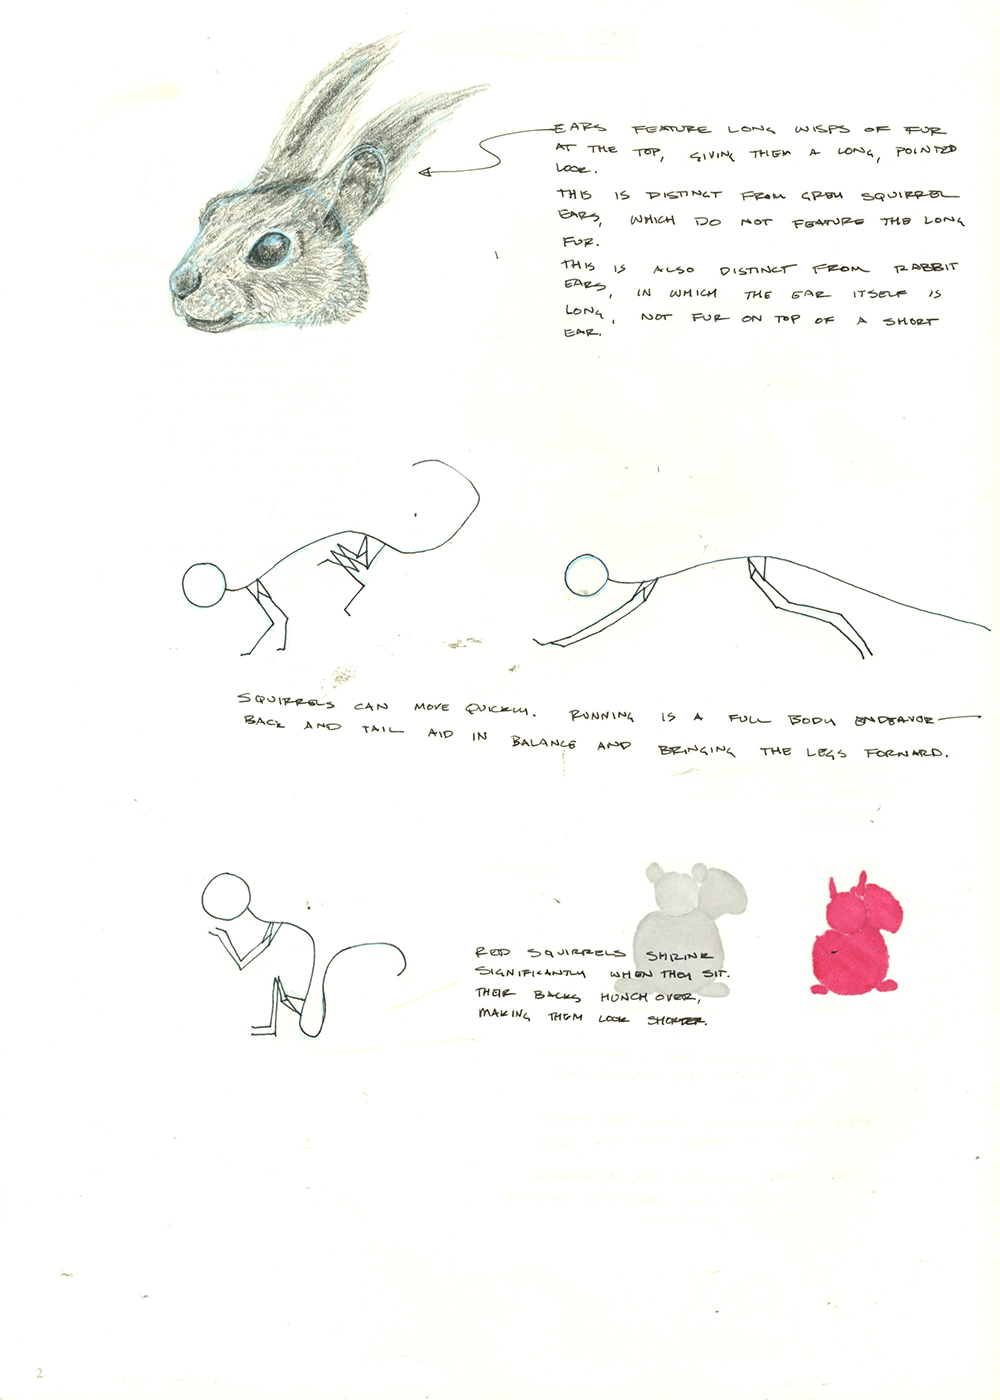 EARS FEATURE LONG WISPS OF FUR
AT THE TOP, GIVING THEM A LONG, POINTED
LOOK.
THIS IS DISTINCT FROM GREY SQUIRREL
EARS, WHICH DO NOT FEATURE THE LONG
FUR.
THIS IS ALSO DISTINCT FROM RABBIT
EARS, IN WHICH THE EAR ITSELF IS
LONG, NOT FUR ON TOP OF A SHORT
EAR.
SQUIRRELS CAN MOVE QUICKLY. RUNNING IS A FULL BODY ENDEAVOR—
BACK AND TAIL AID IN BALANCE AND BRINGING THE LEGS FORWARD.
RED SQUIRRELS SHRINK
SIGNIFICANTLY WHEN THEY SIT.
THEIR BACKS HUNCH OVER,
MAKING THEM LOOK SHORTER.
2